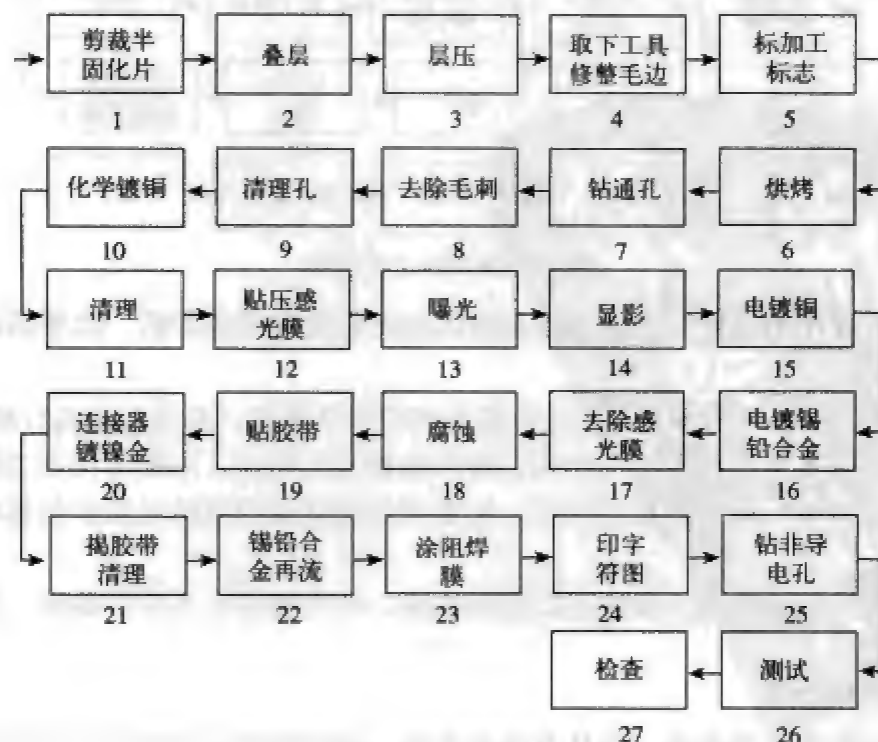 剪裁半
固化片
叠层
层压
取下工具
修整毛边
标加工
标志
1
2
3
4
5
化学镀铜
清理孔
去除毛刺
钻通孔
烘烤
10
9
8
7
6
清理
贴压感
光膜
曝光
显影
电镀铜
11
12
13
14
15
连接器
镀镍金
贴胶带
腐蚀
去除感
光膜
电镀锡
铅合金
20
19
18
17
16
揭胶带
清理
锡铅合
金再流
涂阻焊
膜
印字
符图
钻非导
电孔
21
22
23
24
25
检查
测试
27
26